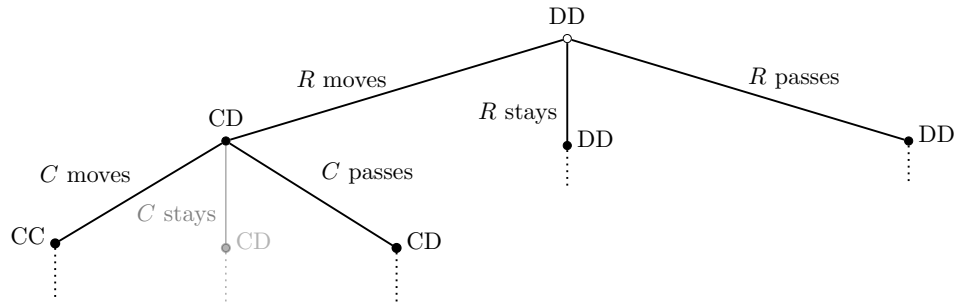 DD
R moves
R passes
R stays
CD
DD
DD
C moves
C passes
C stays
CC
CD
CD